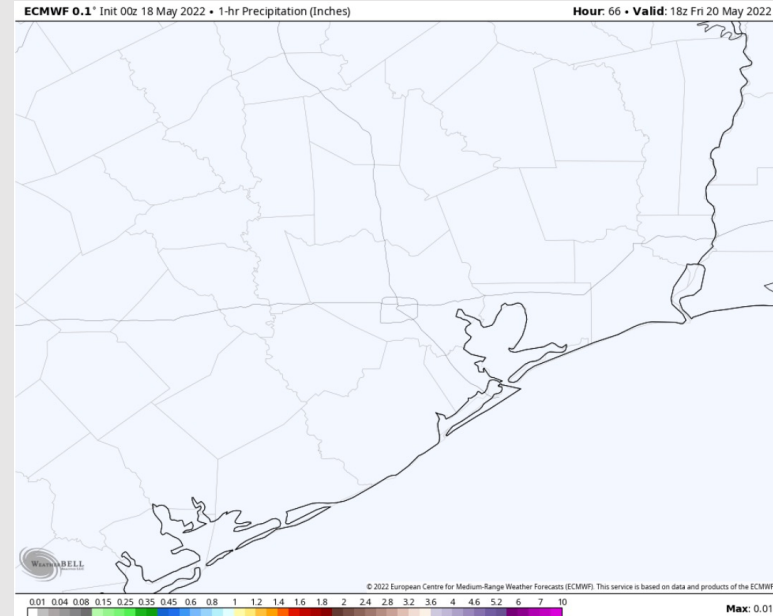 ECMWF 0.1° Init 00z 18 May 2022 • 1-hr Precipitation (Inches) Hour: 66 • Valid: 18z Fri 20 May 2022
WEATHERBELL
© 2022 European Centre for Medium-Range Weather Forecasts (ECMWF). This service is based on data and products of the ECMWF
0.01 0.04 0.08 0.15 0.25 0.35 0.45 0.6 0.8 1 1.2 1.4 1.6 1.8 2 2.4 2.8 3.2 3.6 4 4.6 5.2 6 7 10
Max: 0.01